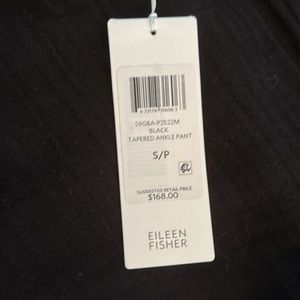 S9GBA-P2522M
BLACK
TAPERED ANKLE PANT
S/P
SUGGESTED RETAIL PRICE
$168.00
EILEEN
FISHER